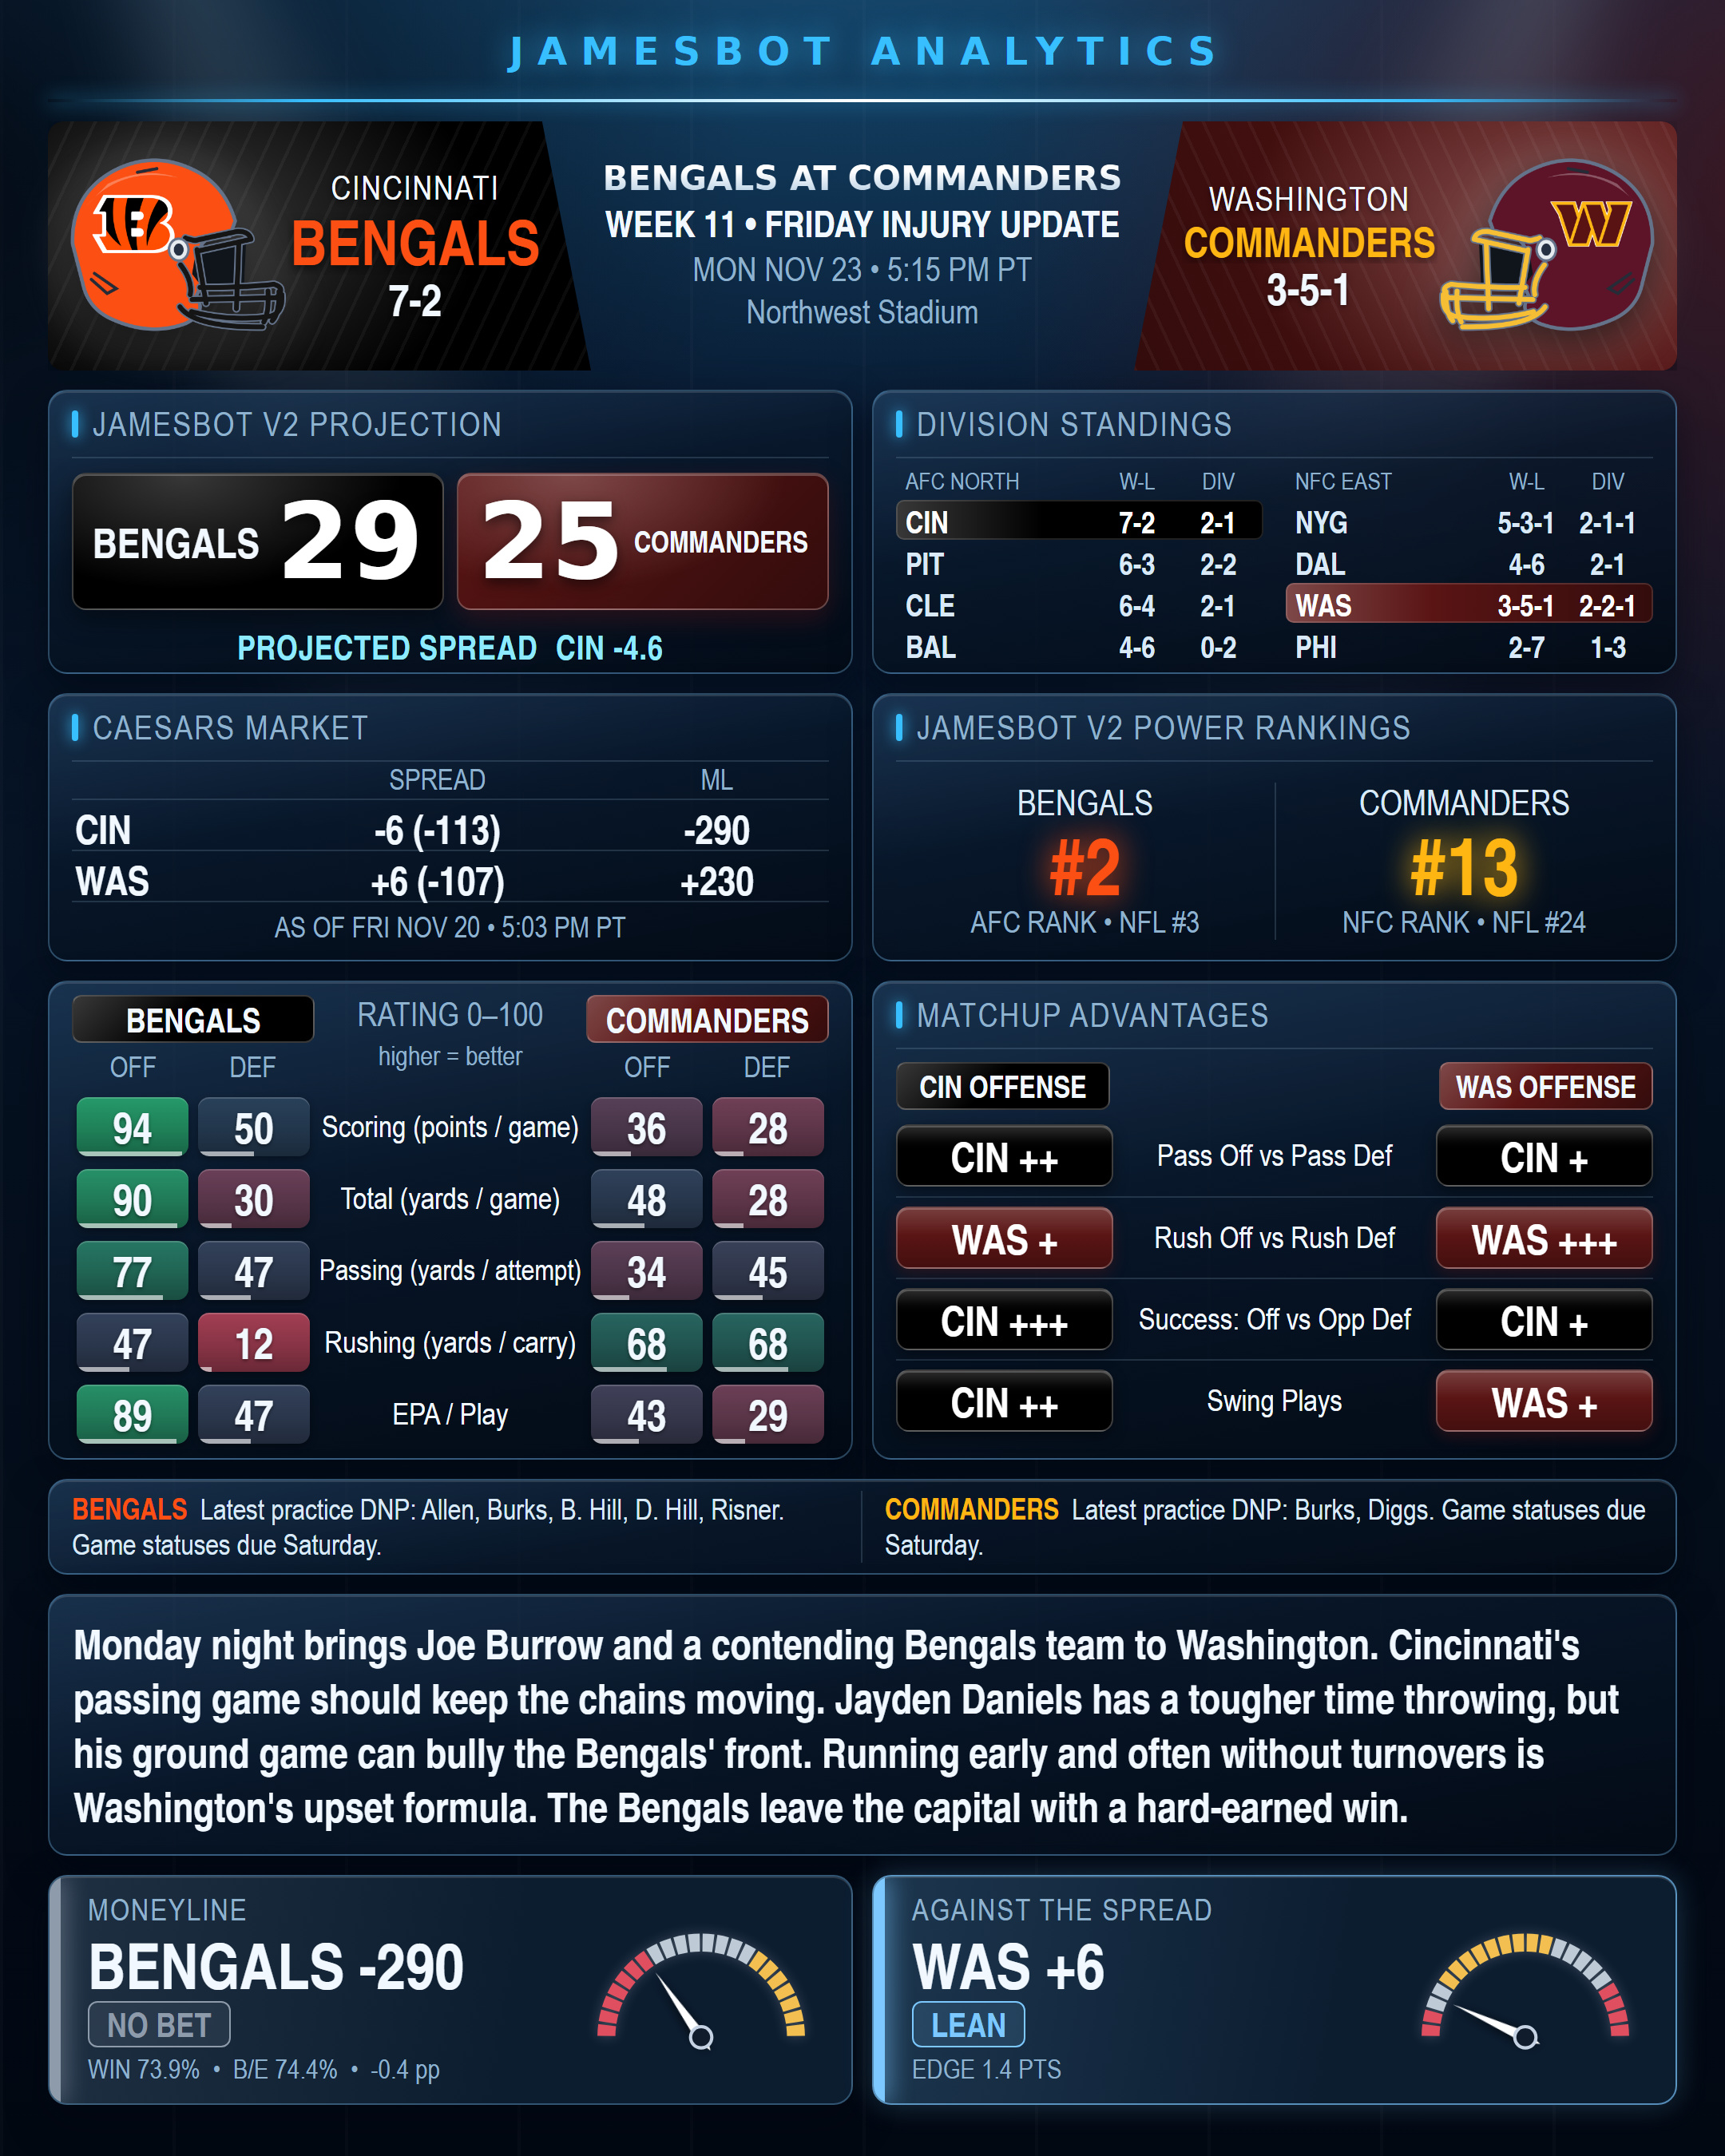 JAMESBOT ANALYTICS
CINCINNATI
BENGALS
7-2
BENGALS AT COMMANDERS
WEEK 11 • FRIDAY INJURY UPDATE
MON NOV 23 • 5:15 PM PT
Northwest Stadium
WASHINGTON
COMMANDERS
3-5-1
JAMESBOT V2 PROJECTION
BENGALS 29
25 COMMANDERS
PROJECTED SPREAD CIN -4.6
DIVISION STANDINGS
AFC NORTH W-L DIV NFC EAST W-L DIV
CIN 7-2 2-1 NYG 5-3-1 2-1-1
PIT 6-3 2-2 DAL 4-6 2-1
CLE 6-4 2-1 WAS 3-5-1 2-2-1
BAL 4-6 0-2 PHI 2-7 1-3
CAESARS MARKET
SPREAD ML
CIN -6 (-113) -290
WAS +6 (-107) +230
AS OF FRI NOV 20 • 5:03 PM PT
JAMESBOT V2 POWER RANKINGS
BENGALS COMMANDERS
#2 #13
AFC RANK • NFL #3 NFC RANK • NFL #24
BENGALS RATING 0–100 COMMANDERS
OFF DEF higher = better OFF DEF
94 50 Scoring (points / game) 36 28
90 30 Total (yards / game) 48 28
77 47 Passing (yards / attempt) 34 45
47 12 Rushing (yards / carry) 68 68
89 47 EPA / Play 43 29
MATCHUP ADVANTAGES
CIN OFFENSE WAS OFFENSE
CIN ++ Pass Off vs Pass Def CIN +
WAS + Rush Off vs Rush Def WAS +++
CIN +++ Success: Off vs Opp Def CIN +
CIN ++ Swing Plays WAS +
BENGALS Latest practice DNP: Allen, Burks, B. Hill, D. Hill, Risner.
Game statuses due Saturday.
COMMANDERS Latest practice DNP: Burks, Diggs. Game statuses due
Saturday.
Monday night brings Joe Burrow and a contending Bengals team to Washington. Cincinnati's
passing game should keep the chains moving. Jayden Daniels has a tougher time throwing, but
his ground game can bully the Bengals' front. Running early and often without turnovers is
Washington's upset formula. The Bengals leave the capital with a hard-earned win.
MONEYLINE
BENGALS -290
NO BET
WIN 73.9% • B/E 74.4% • -0.4 pp
AGAINST THE SPREAD
WAS +6
LEAN
EDGE 1.4 PTS